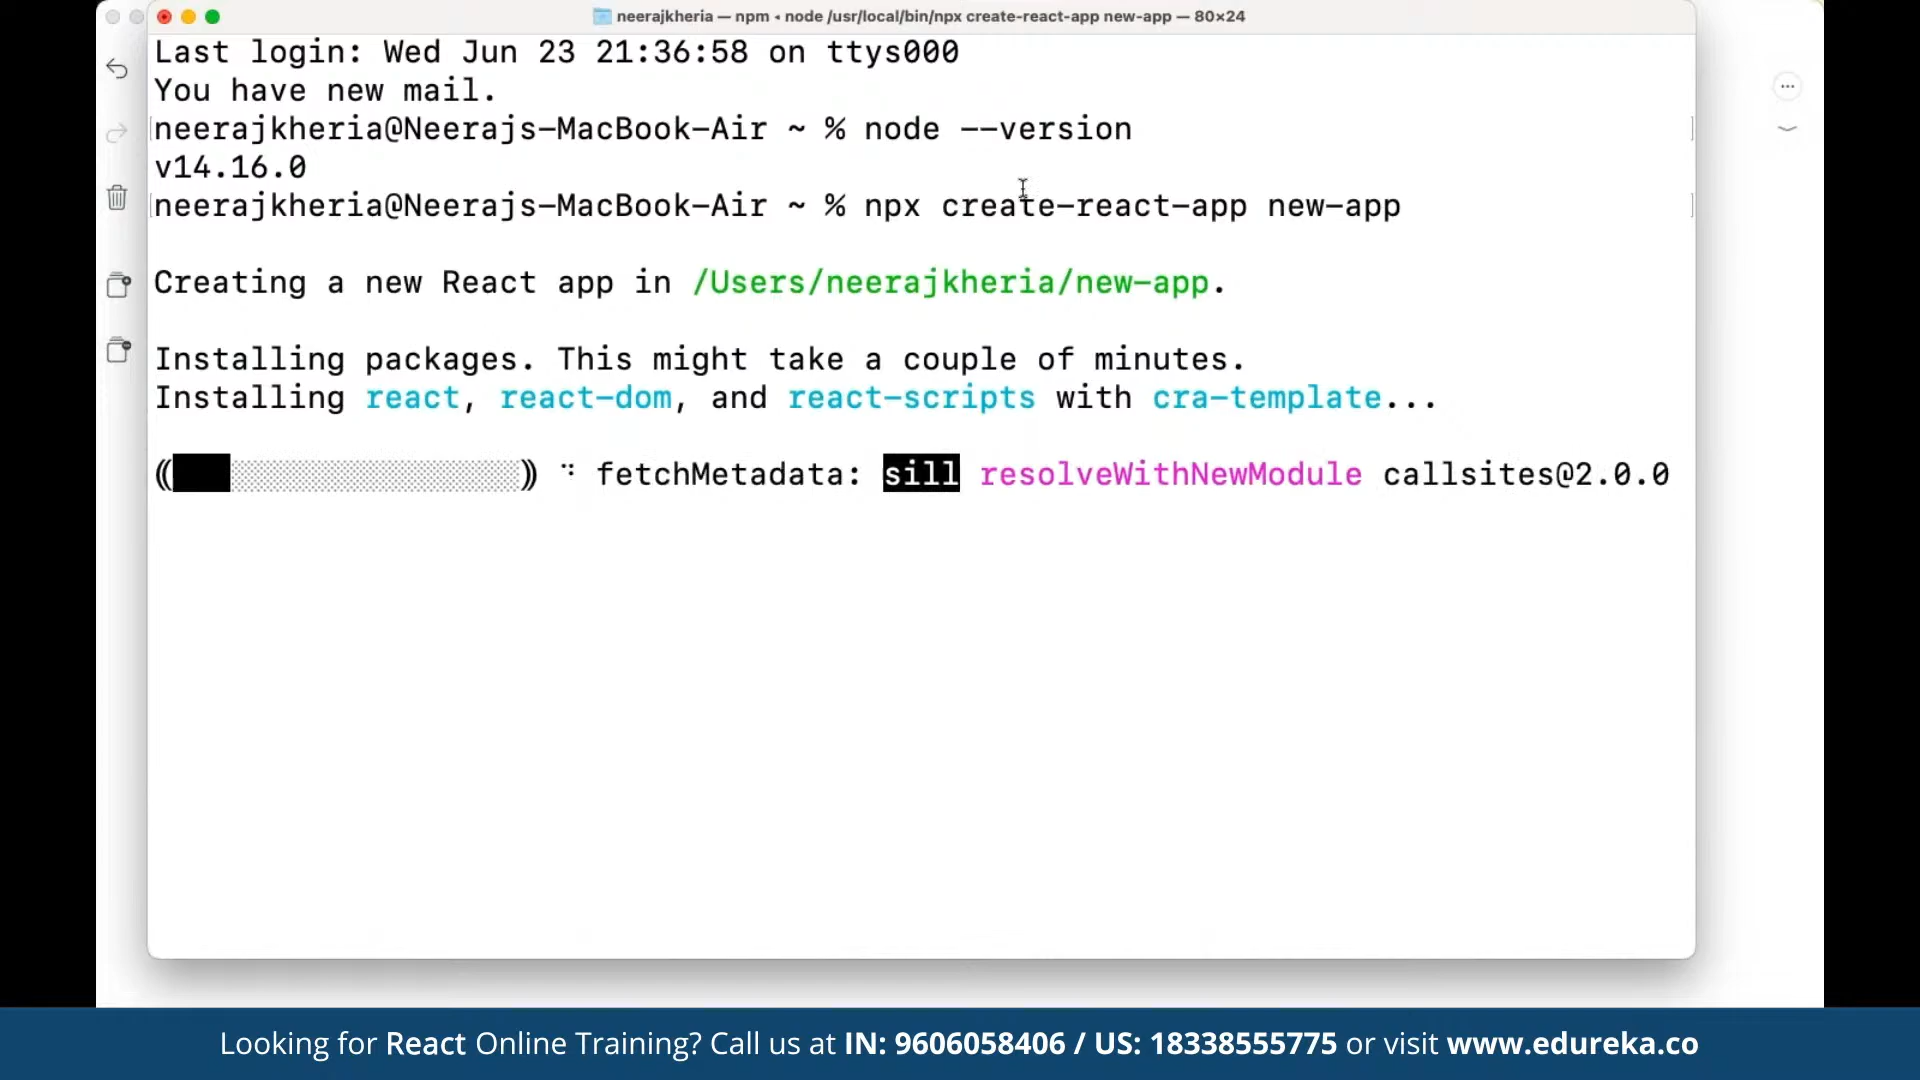 neerajkheria — npm ◂ node /usr/local/bin/npx create-react-app new-app — 80×24
Last login: Wed Jun 23 21:36:58 on ttys000
You have new mail.
neerajkheria@Neerajs-MacBook-Air ~ % node --version
v14.16.0
neerajkheria@Neerajs-MacBook-Air ~ % npx create-react-app new-app
Creating a new React app in /Users/neerajkheria/new-app.
Installing packages. This might take a couple of minutes.
Installing react, react-dom, and react-scripts with cra-template...
fetchMetadata: sill resolveWithNewModule callsites@2.0.0
Looking for React Online Training? Call us at IN: 9606058406 / US: 18338555775 or visit www.edureka.co